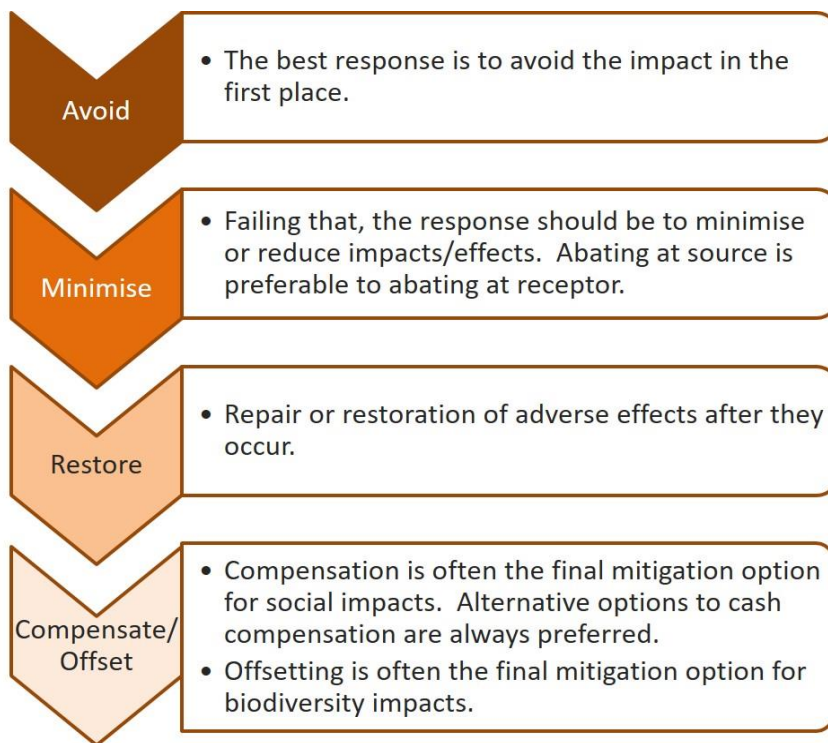 Avoid
• The best response is to avoid the impact in the
first place.
Minimise
• Failing that, the response should be to minimise
or reduce impacts/effects.  Abating at source is
preferable to abating at receptor.
Restore
• Repair or restoration of adverse effects after they
occur.
Compensate/
Offset
• Compensation is often the final mitigation option
for social impacts.  Alternative options to cash
compensation are always preferred.
• Offsetting is often the final mitigation option for
biodiversity impacts.